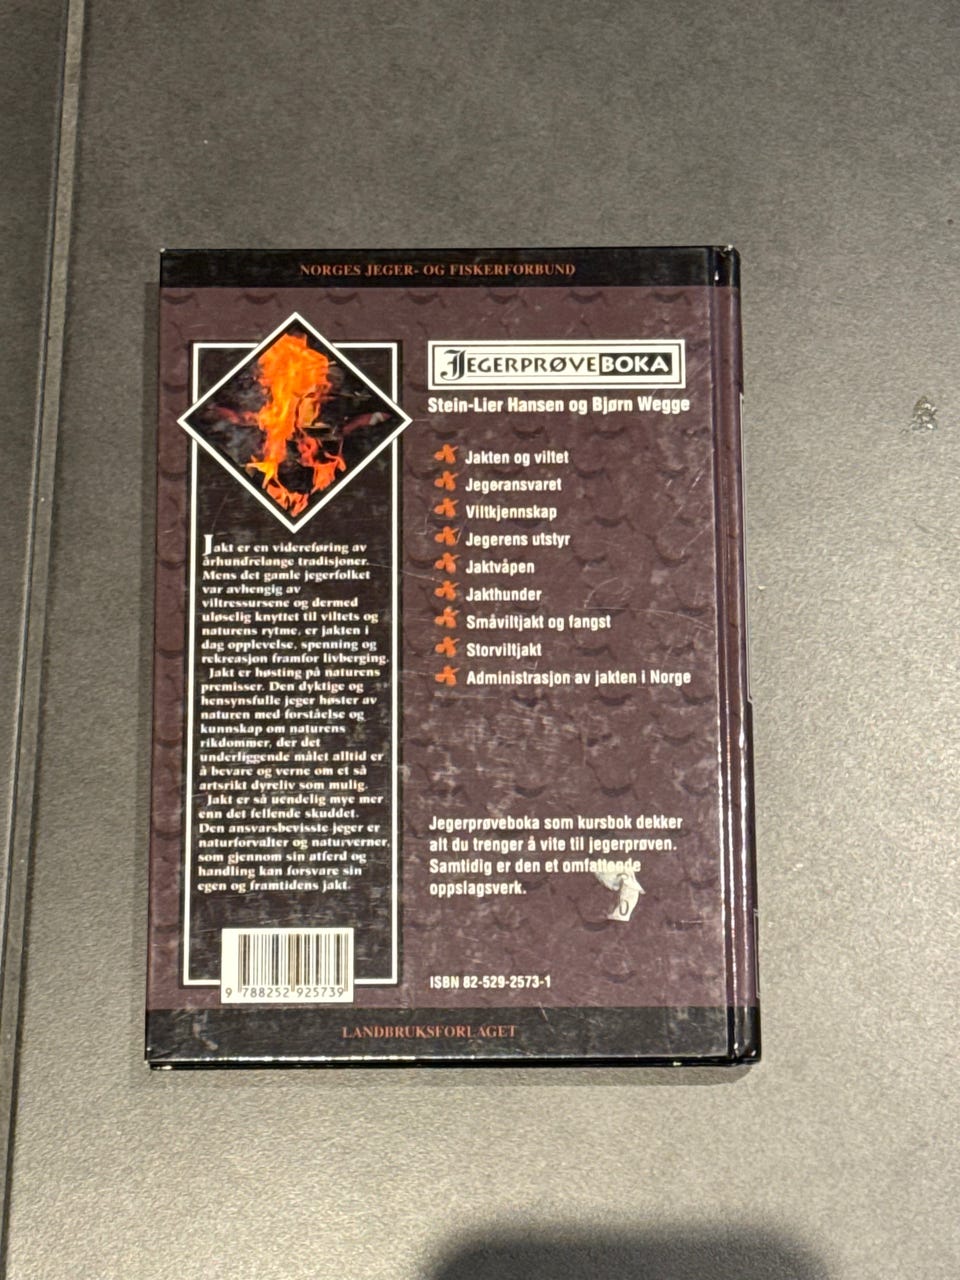 NORGES JEGER- OG FISKERFORBUND
JEGERPRØVEBOKA
Stein-Lier Hansen og Bjørn Wegge
Jakten og viltet
Jegeransvaret
Viltkjennskap
Jegerens utstyr
Jaktvåpen
Jakthunder
Småviltjakt og fangst
Storviltjakt
Administrasjon av jakten i Norge
Jakt er en videreføring av
århundrelange tradisjoner.
Mens det gamle jegerfolket
var avhengig av
viltressursene og dermed
uløselig knyttet til viltets og
naturens rytme, er jakten i
dag opplevelse, spenning og
rekreasjon framfor livberging.
Jakt er høsting på naturens
premisser. Den dyktige og
hensynsfulle jeger høster av
naturen med forståelse og
kunnskap om naturens
rikdommer, der det
underliggende målet alltid er
å bevare og verne om et så
artsrikt dyreliv som mulig.
Jakt er så uendelig mye mer
enn det fellende skuddet.
Den ansvarsbevisste jeger er
naturforvalter og naturverner,
som gjennom sin atferd og
handling kan forsvare sin
egen og framtidens jakt.
Jegerprøveboka som kursbok dekker
alt du trenger å vite til jegerprøven.
Samtidig er den et omfattende
oppslagsverk.
0
ISBN 82-529-2573-1
9 788252 925739
LANDBRUKSFORLAGET